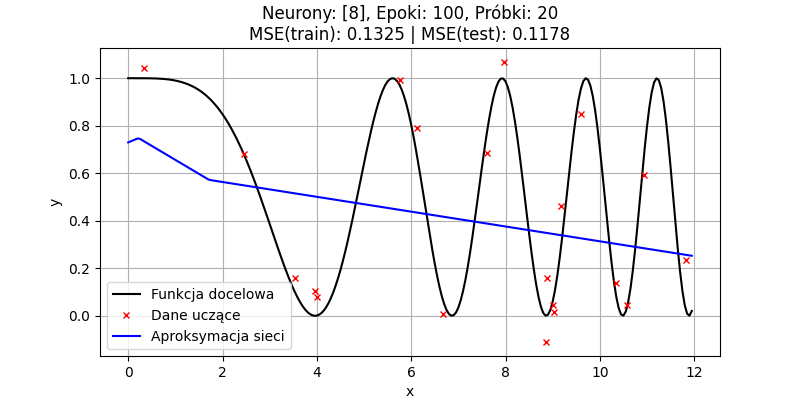 Neurony: [8], Epoki: 100, Próbki: 20
MSE(train): 0.1325 | MSE(test): 0.1178
y
1.0
0.8
0.6
0.4
0.2
0.0
Funkcja docelowa
Dane uczące
Aproksymacja sieci
0 2 4 6 8 10 12
x